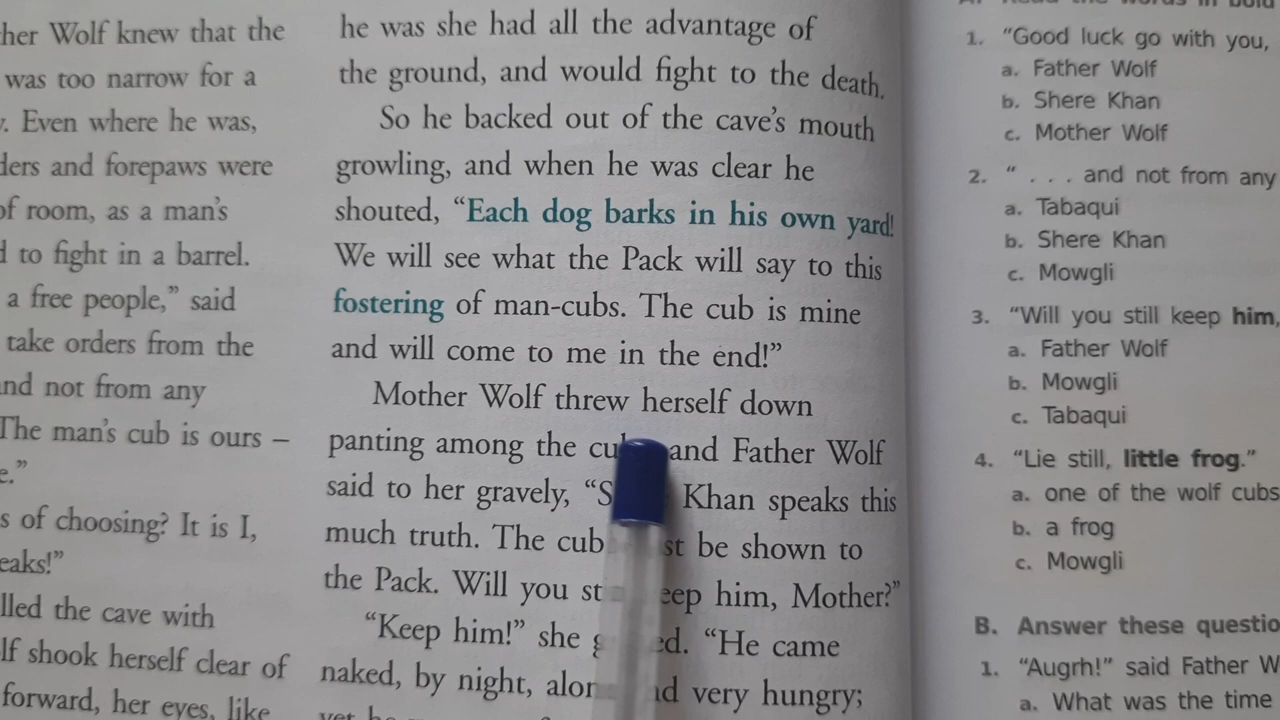 her Wolf knew that the
was too narrow for a
. Even where he was,
ders and forepaws were
of room, as a man's
to fight in a barrel.
a free people,” said
take orders from the
nd not from any
The man's cub is ours –
e.”
s of choosing? It is I,
eaks!”
lled the cave with
lf shook herself clear of
forward, her eyes, like
he was she had all the advantage of
the ground, and would fight to the death.
So he backed out of the cave's mouth
growling, and when he was clear he
shouted, “Each dog barks in his own yard!
We will see what the Pack will say to this
fostering of man-cubs. The cub is mine
and will come to me in the end!”
Mother Wolf threw herself down
panting among the and Father Wolf
said to her gravely, “ Khan speaks this
much truth. The cub be shown to
the Pack. Will you him, Mother?”
“Keep him!” she “He came
naked, by night, very hungry;
1. “Good luck go with you,
a. Father Wolf
b. Shere Khan
c. Mother Wolf
2. “ . . . and not from any
a. Tabaqui
b. Shere Khan
c. Mowgli
3. “Will you still keep him,
a. Father Wolf
b. Mowgli
c. Tabaqui
4. “Lie still, little frog.”
a. one of the wolf cubs
b. a frog
c. Mowgli
B. Answer these questio
1. “Augrh!” said Father W
a. What was the time